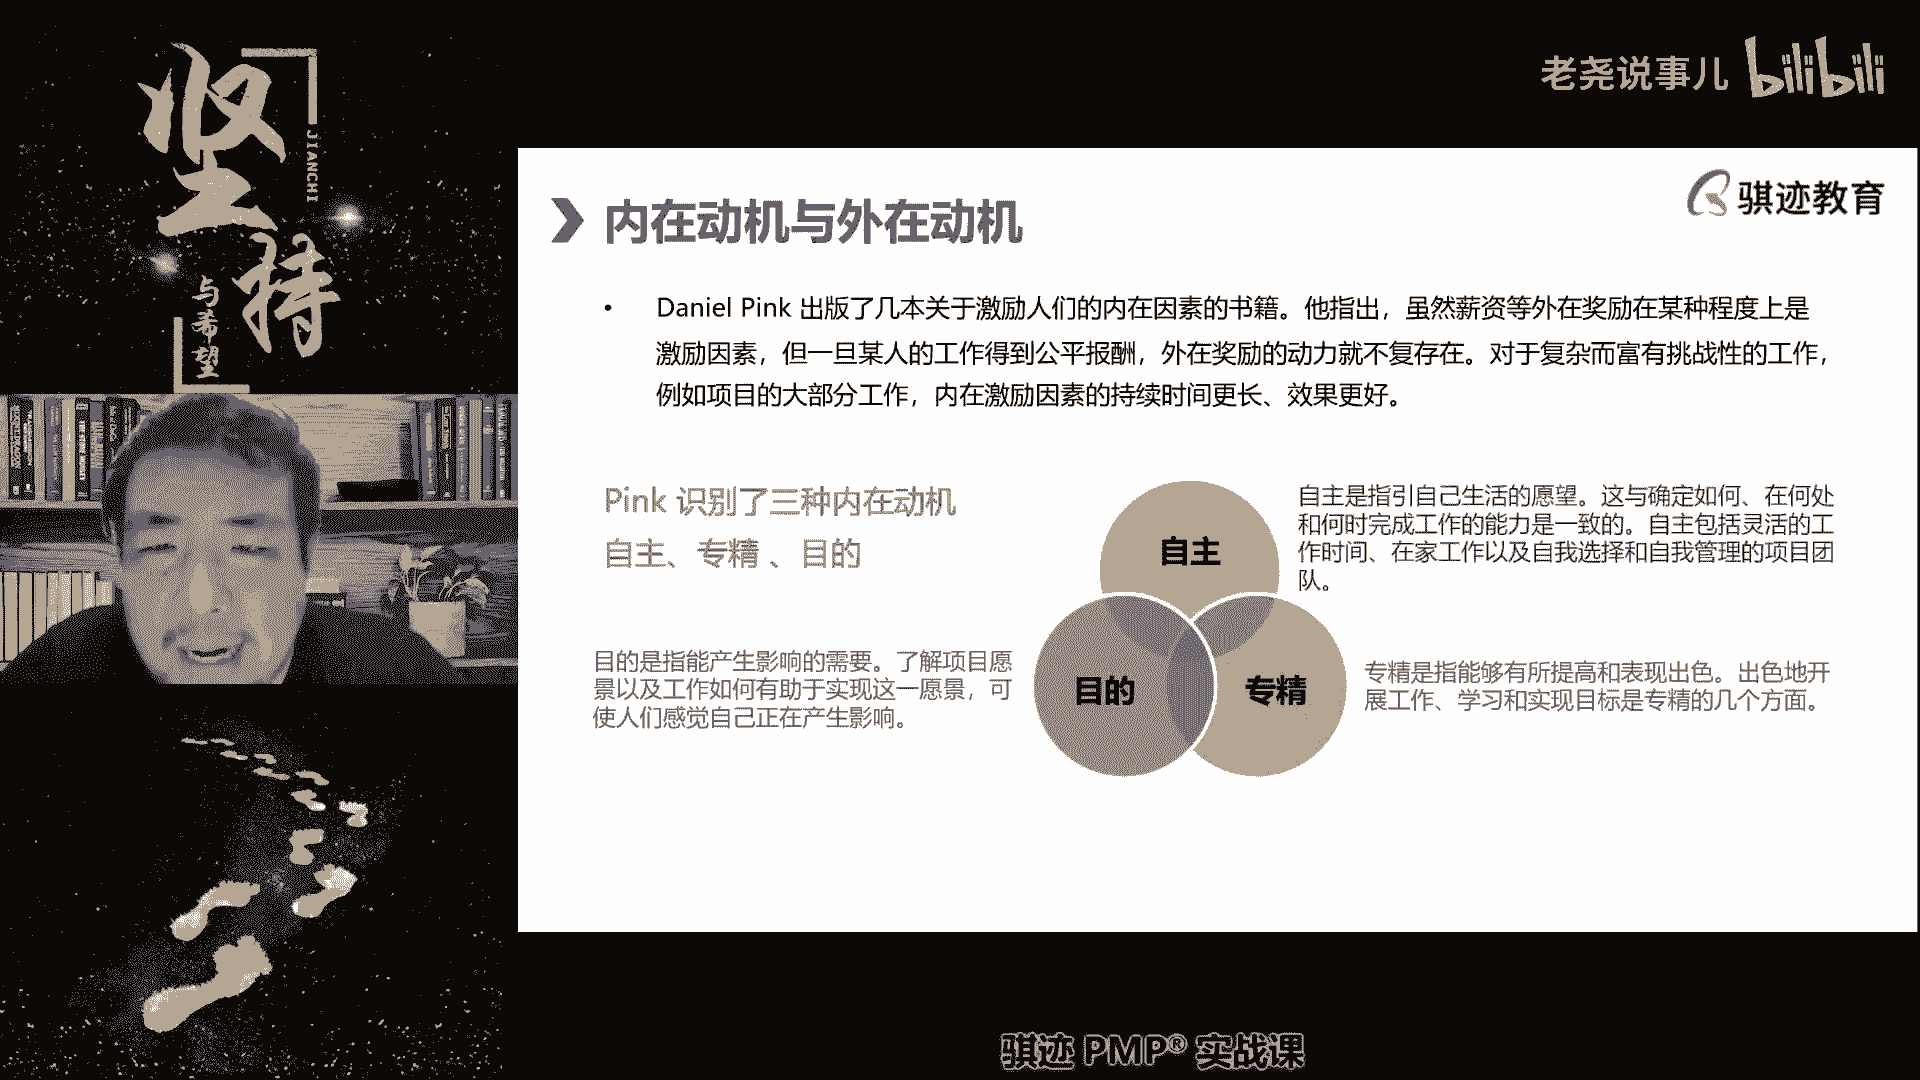 坚持
JIANCHI
与希望
老尧说事儿 bilibili
骐迹教育
内在动机与外在动机
• Daniel Pink 出版了几本关于激励人们的内在因素的书籍。他指出，虽然薪资等外在奖励在某种程度上是
激励因素，但一旦某人的工作得到公平报酬，外在奖励的动力就不复存在。对于复杂而富有挑战性的工作，
例如项目的大部分工作，内在激励因素的持续时间更长、效果更好。
Pink 识别了三种内在动机
自主、专精 、目的
自主
自主是指引自己生活的愿望。这与确定如何、在何处
和何时完成工作的能力是一致的。自主包括灵活的工
作时间、在家工作以及自我选择和自我管理的项目团
队。
目的是指能产生影响的需要。了解项目愿
景以及工作如何有助于实现这一愿景，可
使人们感觉自己正在产生影响。
目的
专精
专精是指能够有所提高和表现出色。出色地开
展工作、学习和实现目标是专精的几个方面。
骐迹 PMP® 实战课